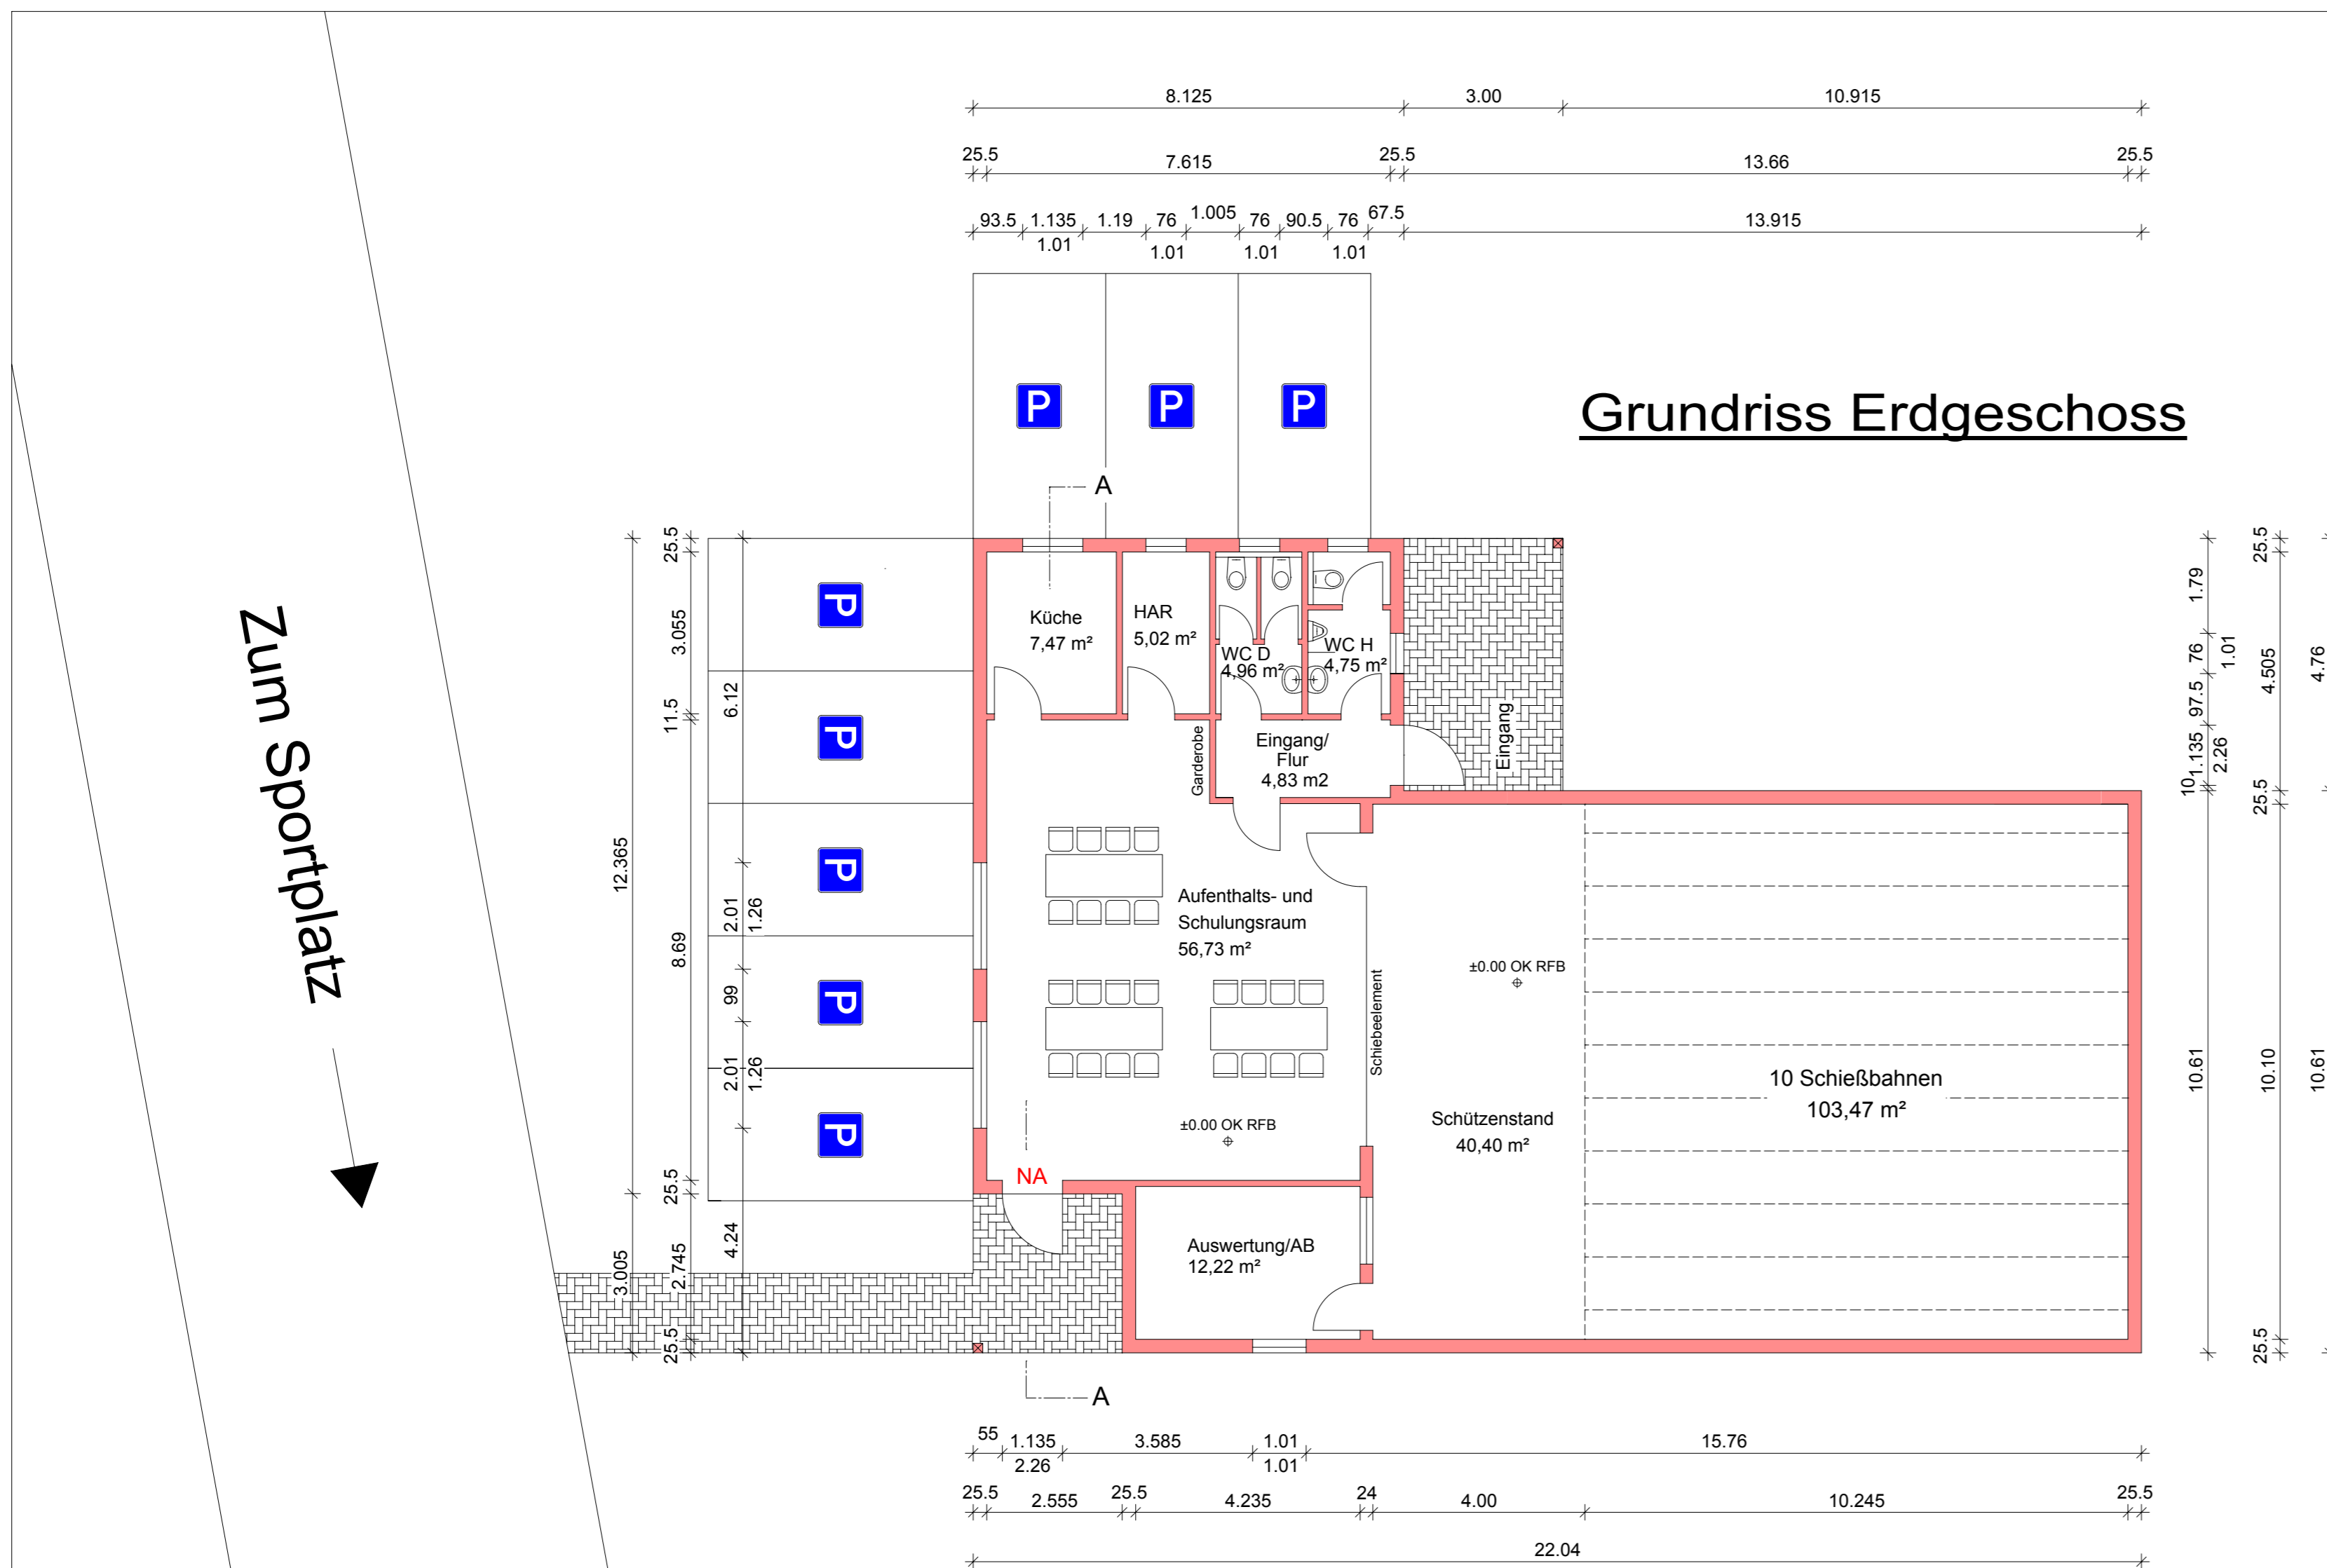 8.125 3.00 10.915
25.5 7.615 25.5 13.66 25.5
93.5 1.135 1.19 76 1.005 76 90.5 76 67.5 13.915
1.01 1.01 1.01 1.01
P P P
Grundriss Erdgeschoss
A
Zum Sportplatz
12.365
3.005
25.5
3.055
11.5
8.69
25.5
2.745
25.5
6.12
2.01
1.26
99
2.01
1.26
4.24
P
P
P
P
P
Küche
7,47 m²
HAR
5,02 m²
WC D
4,96 m²
WC H
4,75 m²
Garderobe
Eingang/
Flur
4,83 m2
Eingang
Aufenthalts- und
Schulungsraum
56,73 m²
±0.00 OK RFB
Schiebeelement
±0.00 OK RFB
Schützenstand
40,40 m²
10 Schießbahnen
103,47 m²
NA
Auswertung/AB
12,22 m²
A
1.79
76
1.01
97.5
1.135
2.26
10
10.61
25.5
4.505
25.5
10.10
25.5
4.76
10.61
55 1.135 3.585 1.01 15.76
2.26 1.01
25.5 2.555 25.5 4.235 24 4.00 10.245 25.5
22.04